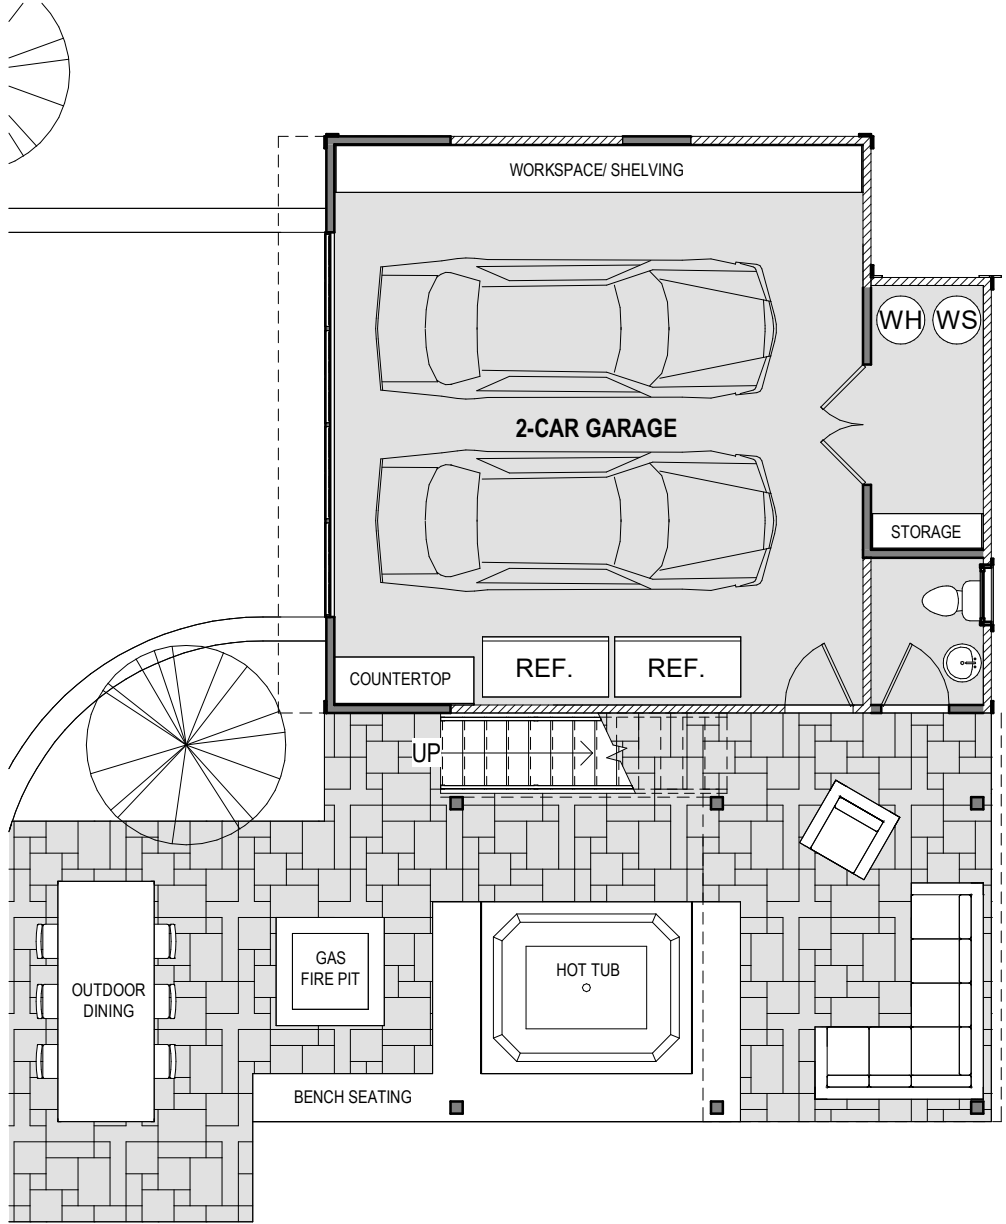 WORKSPACE/ SHELVING
WH
WS
2-CAR GARAGE
STORAGE
REF.
REF.
COUNTERTOP
UP
GAS
FIRE PIT
HOT TUB
OUTDOOR
DINING
BENCH SEATING